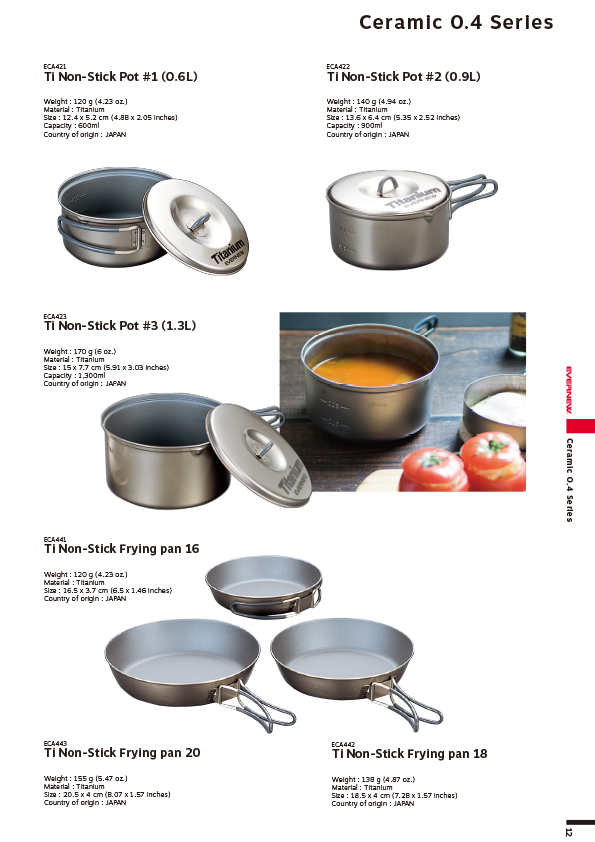 Ceramic 0.4 Series
ECA421
Ti Non-Stick Pot #1 (0.6L)
Weight : 120 g (4.23 oz.)
Material : Titanium
Size : 12.4 x 5.2 cm (4.88 x 2.05 inches)
Capacity : 600ml
Country of origin : JAPAN
ECA422
Ti Non-Stick Pot #2 (0.9L)
Weight : 140 g (4.94 oz.)
Material : Titanium
Size : 13.6 x 6.4 cm (5.35 x 2.52 inches)
Capacity : 900ml
Country of origin : JAPAN
Titanium
EVERNEW
Titanium
EVERNEW
ECA423
Ti Non-Stick Pot #3 (1.3L)
Weight : 170 g (6 oz.)
Material : Titanium
Size : 15 x 7.7 cm (5.91 x 3.03 inches)
Capacity : 1,300ml
Country of origin : JAPAN
Titanium
EVERNEW
EVERNEW
Ceramic 0.4 Series
ECA441
Ti Non-Stick Frying pan 16
Weight : 120 g (4.23 oz.)
Material : Titanium
Size : 16.5 x 3.7 cm (6.5 x 1.46 inches)
Country of origin : JAPAN
ECA443
Ti Non-Stick Frying pan 20
Weight : 155 g (5.47 oz.)
Material : Titanium
Size : 20.5 x 4 cm (8.07 x 1.57 inches)
Country of origin : JAPAN
ECA442
Ti Non-Stick Frying pan 18
Weight : 138 g (4.87 oz.)
Material : Titanium
Size : 18.5 x 4 cm (7.28 x 1.57 inches)
Country of origin : JAPAN
12